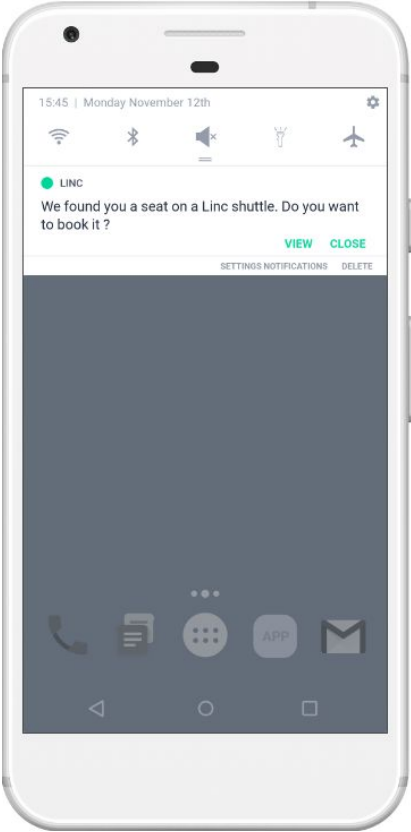 15:45 | Monday November 12th
LINC
We found you a seat on a Linc shuttle. Do you want
to book it ?
VIEW CLOSE
SETTINGS NOTIFICATIONS DELETE
APP